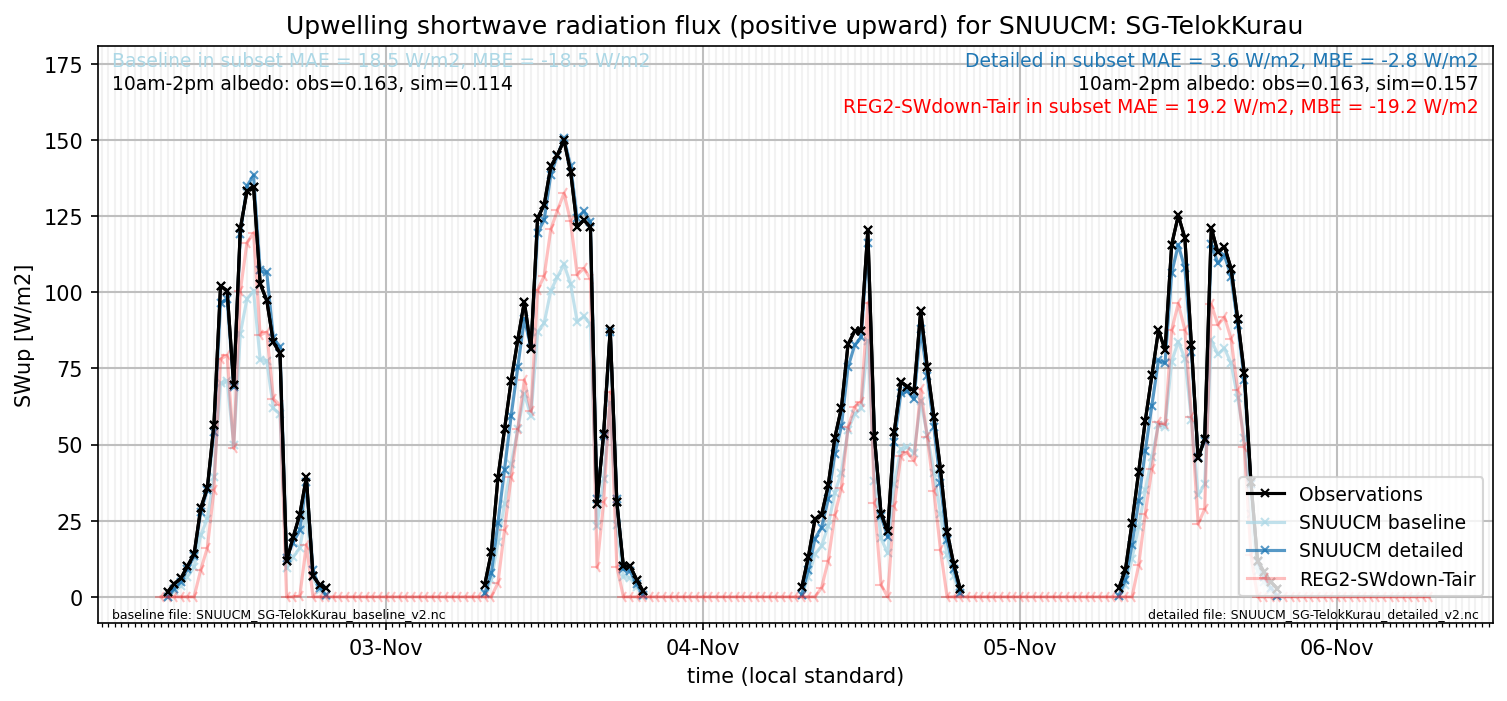 Upwelling shortwave radiation flux (positive upward) for SNUUCM: SG-TelokKurau
Baseline in subset MAE = 18.5 W/m2, MBE = -18.5 W/m2
10am-2pm albedo: obs=0.163, sim=0.114
Detailed in subset MAE = 3.6 W/m2, MBE = -2.8 W/m2
10am-2pm albedo: obs=0.163, sim=0.157
REG2-SWdown-Tair in subset MAE = 19.2 W/m2, MBE = -19.2 W/m2
SWup [W/m2]
175
150
125
100
75
50
25
0
Observations
SNUUCM baseline
SNUUCM detailed
REG2-SWdown-Tair
baseline file: SNUUCM_SG-TelokKurau_baseline_v2.nc
detailed file: SNUUCM_SG-TelokKurau_detailed_v2.nc
03-Nov
04-Nov
05-Nov
06-Nov
time (local standard)